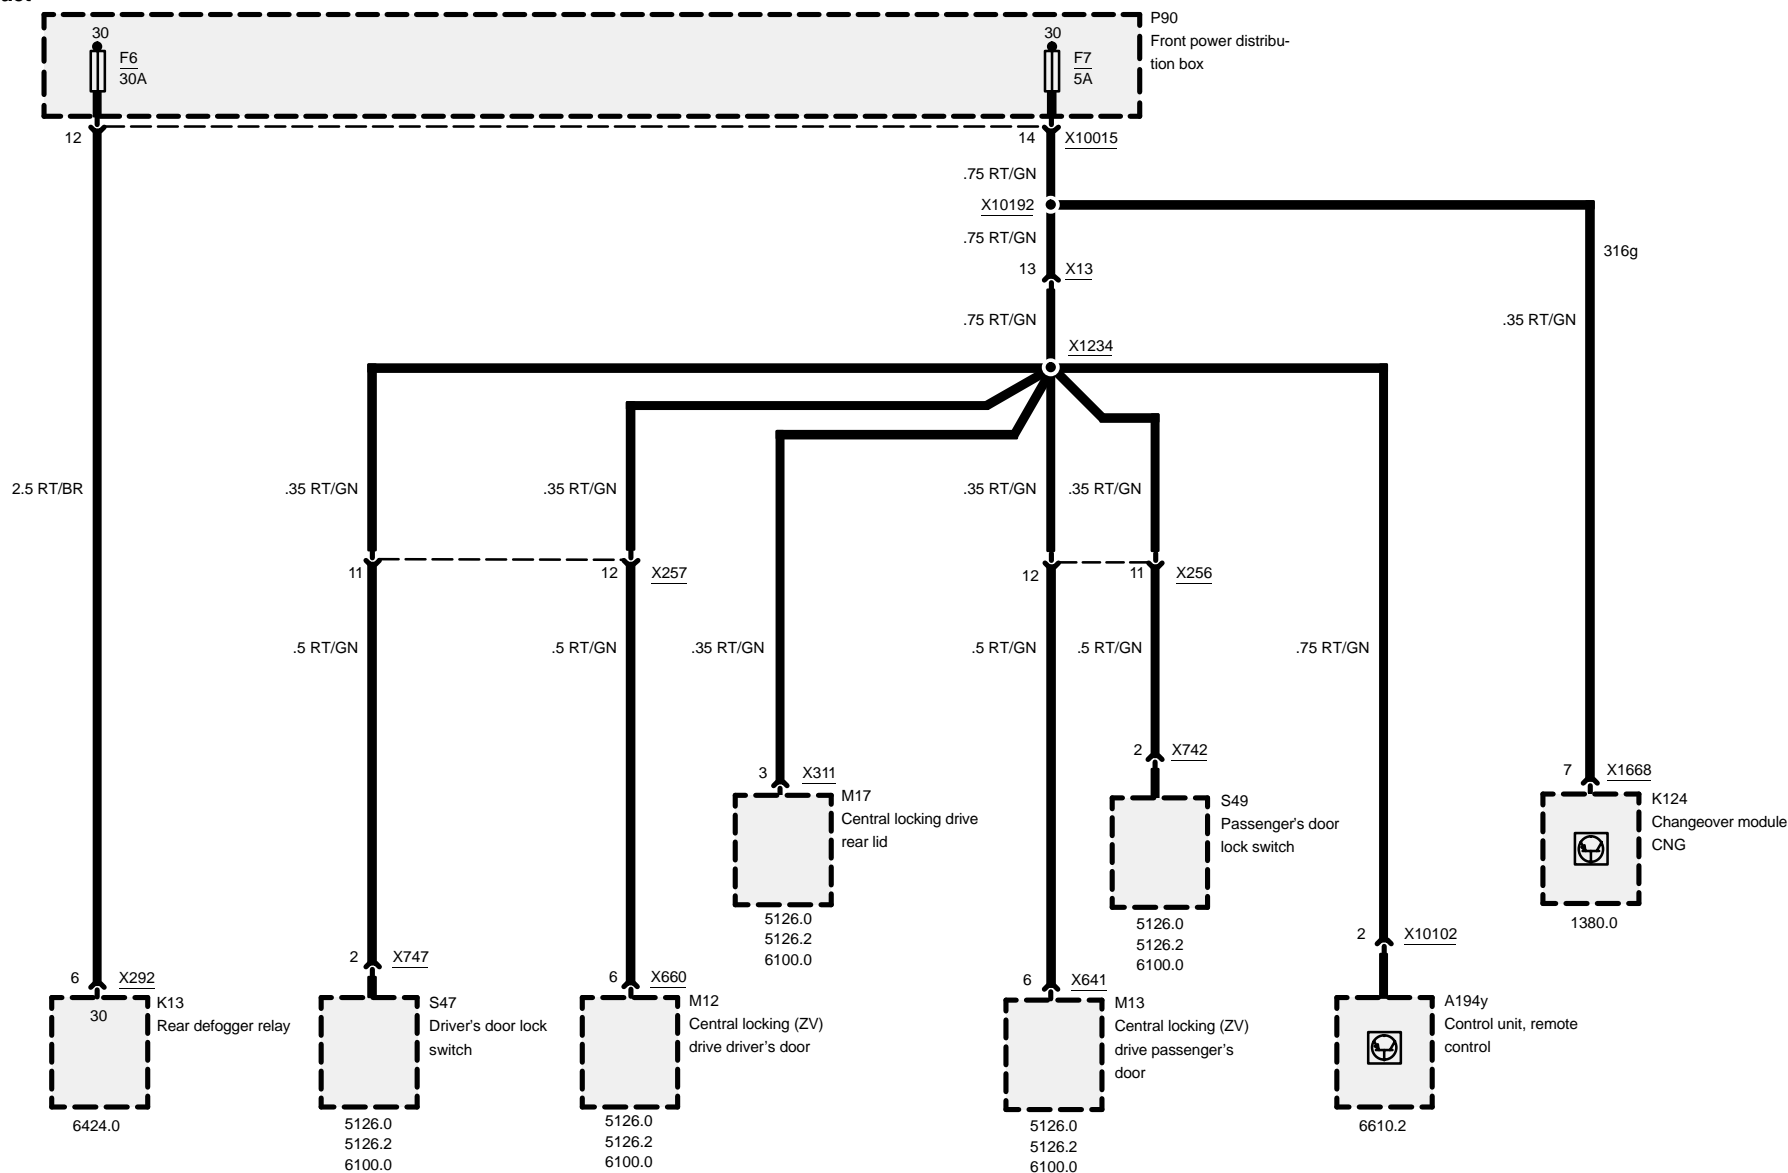 P90
Front power distribu-
tion box
30
F6
30A
30
F7
5A
12
14
X10015
.75 RT/GN
X10192
.75 RT/GN
316g
13
X13
.75 RT/GN
.35 RT/GN
X1234
2.5 RT/BR
.35 RT/GN
.35 RT/GN
.35 RT/GN
.35 RT/GN
11
12
X257
12
11
X256
.5 RT/GN
.5 RT/GN
.35 RT/GN
.5 RT/GN
.5 RT/GN
.75 RT/GN
3
X311
M17
Central locking drive
rear lid
5126.0
5126.2
6100.0
2
X742
S49
Passenger's door
lock switch
5126.0
5126.2
6100.0
7
X1668
K124
Changeover module
CNG
1380.0
6
X292
K13
30
Rear defogger relay
6424.0
2
X747
S47
Driver's door lock
switch
5126.0
5126.2
6100.0
6
X660
M12
Central locking (ZV)
drive driver's door
5126.0
5126.2
6100.0
6
X641
M13
Central locking (ZV)
drive passenger's
door
5126.0
5126.2
6100.0
2
X10102
A194y
Control unit, remote
control
6610.2